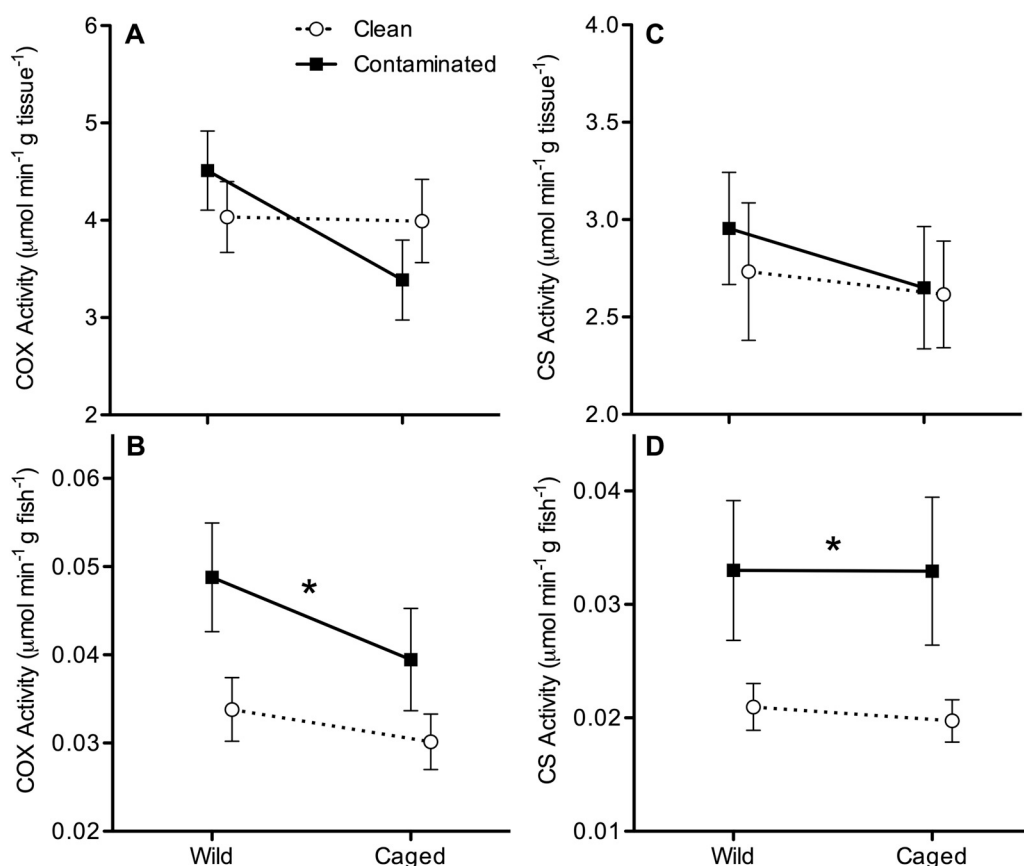 A
Clean
Contaminated
COX Activity (µmol min⁻¹ g tissue⁻¹)
6
5
4
3
2
C
CS Activity (µmol min⁻¹ g tissue⁻¹)
4.0
3.5
3.0
2.5
2.0
B
COX Activity (µmol min⁻¹ g fish⁻¹)
0.06
0.05
0.04
0.03
0.02
*
Wild Caged
D
CS Activity (µmol min⁻¹ g fish⁻¹)
0.04
0.03
0.02
0.01
*
Wild Caged